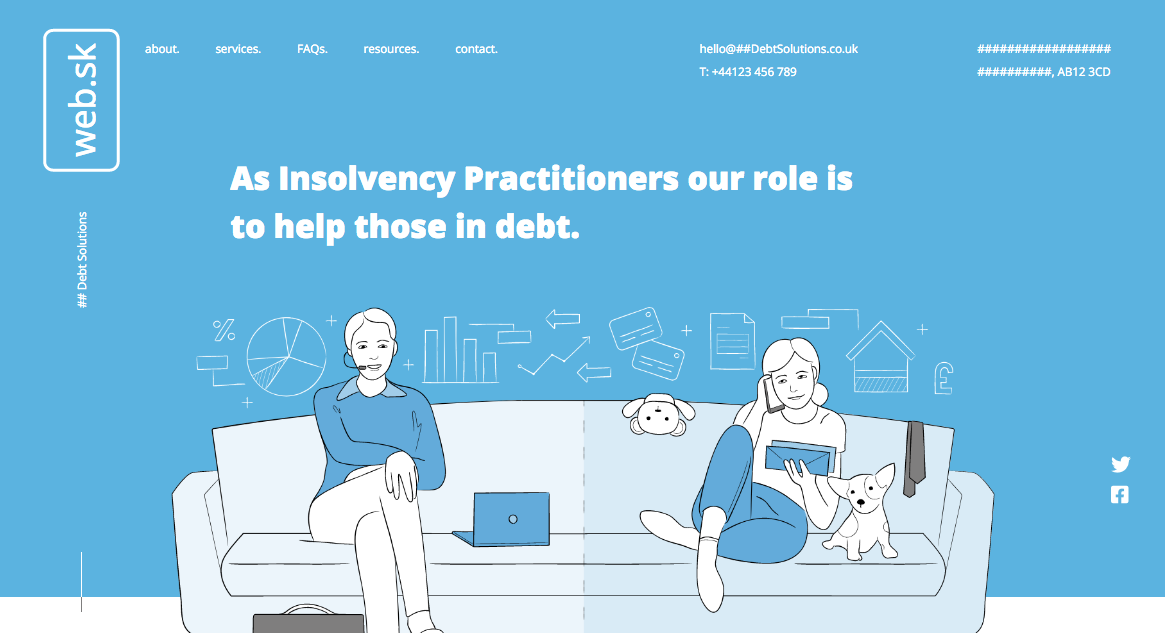 web.sk
about.
services.
FAQs.
resources.
contact.
hello@##DebtSolutions.co.uk
T: +44123 456 789
##################
##########, AB12 3CD
As Insolvency Practitioners our role is
to help those in debt.
## Debt Solutions
%
£